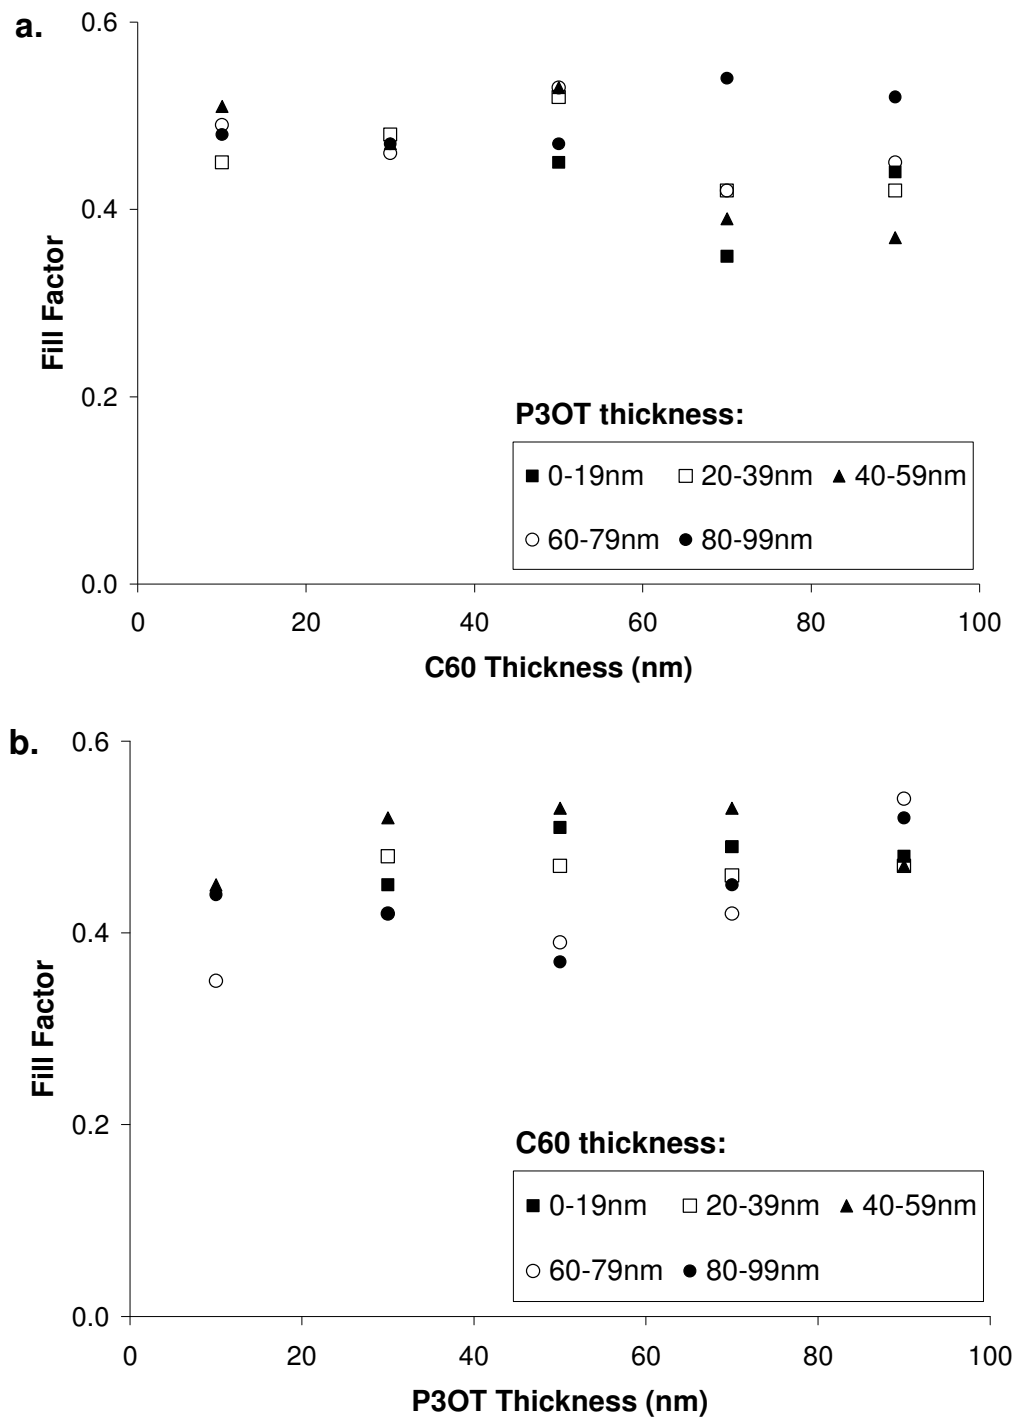 a.
0.6
0.4
0.2
0.0
Fill Factor
P3OT thickness:
0-19nm 20-39nm 40-59nm
60-79nm 80-99nm
0 20 40 60 80 100
C60 Thickness (nm)
b.
0.6
0.4
0.2
0.0
Fill Factor
C60 thickness:
0-19nm 20-39nm 40-59nm
60-79nm 80-99nm
0 20 40 60 80 100
P3OT Thickness (nm)